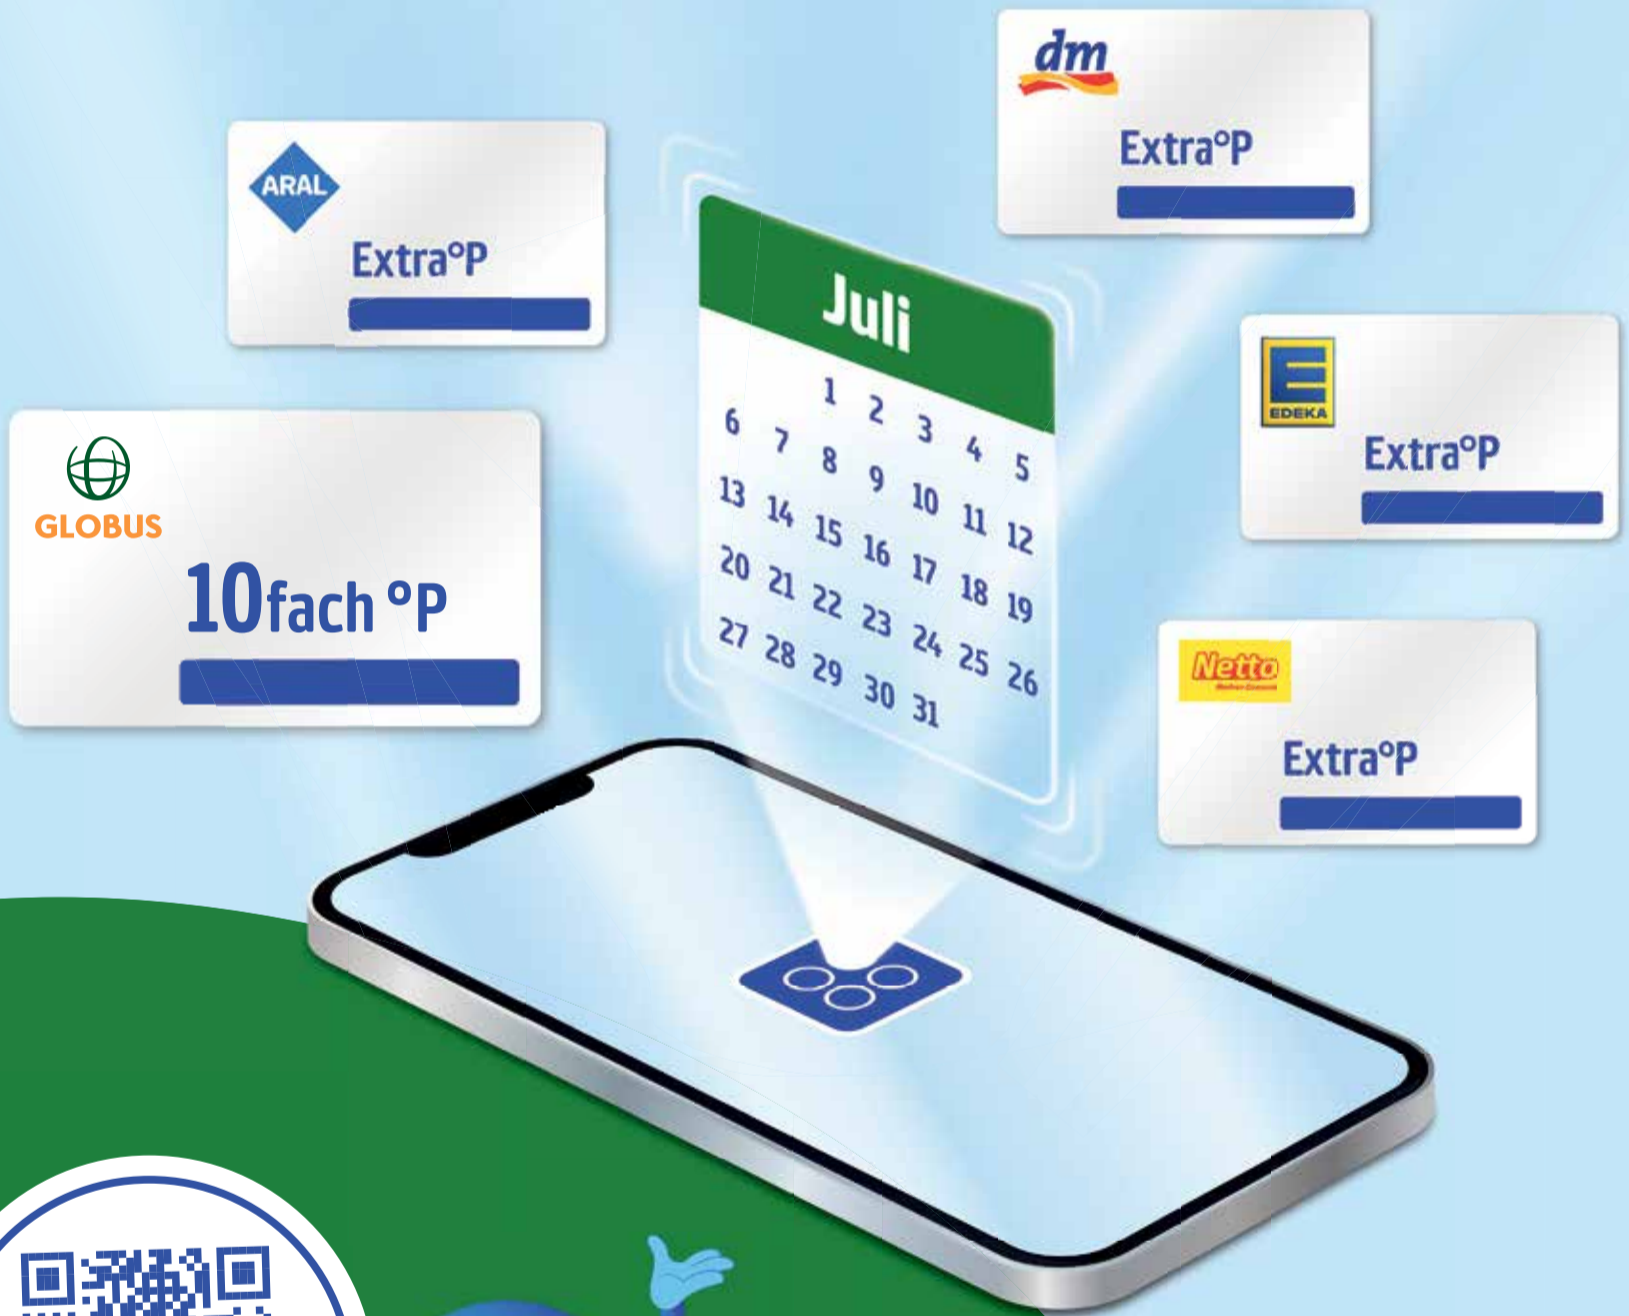 dm
Extra°P
ARAL
Extra°P
Juli
1 2 3 4 5
6 7 8 9 10 11 12
13 14 15 16 17 18 19
20 21 22 23 24 25 26
27 28 29 30 31
EDEKA
Extra°P
GLOBUS
10fach °P
Netto
Extra°P